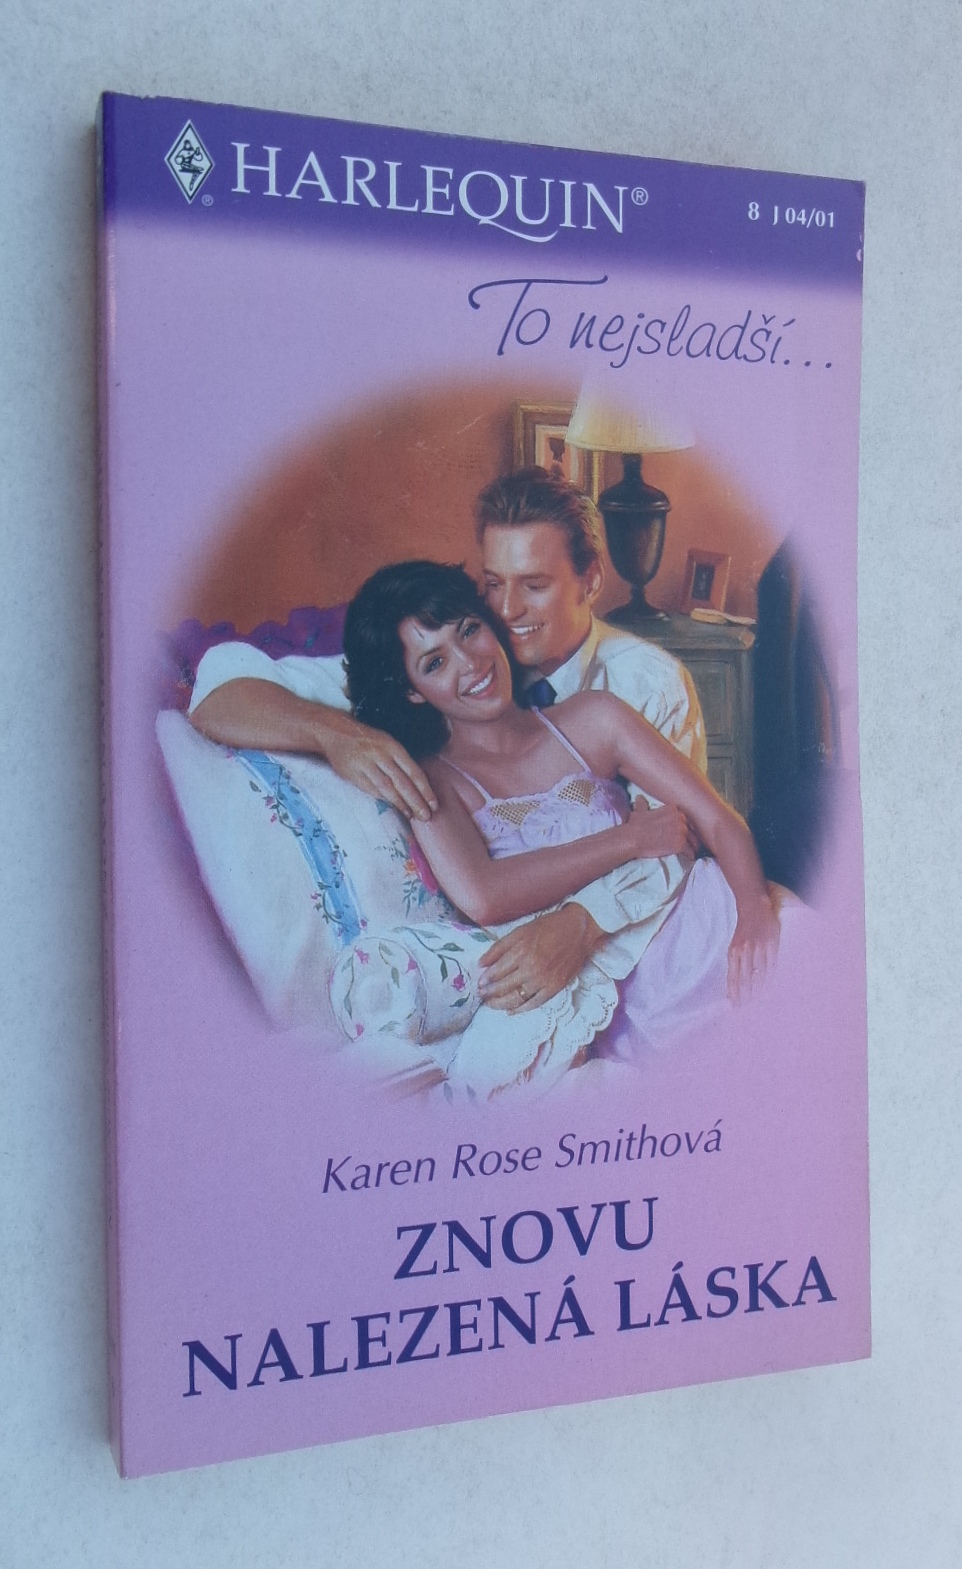 HARLEQUIN®
8 J 04/01
To nejsladší...
Karen Rose Smithová
ZNOVU
NALEZENÁ LÁSKA